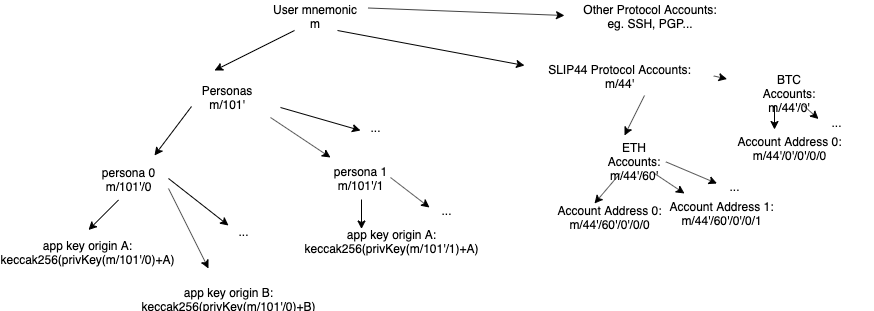 User mnemonic
m
Other Protocol Accounts:
eg. SSH, PGP...
SLIP44 Protocol Accounts:
m/44'
BTC
Accounts:
m/44'/0'
...
Account Address 0:
m/44'/0'/0'/0/0
Personas
m/101'
...
ETH
Accounts:
m/44'/60'
...
Account Address 0:
m/44'/60'/0'/0/0
Account Address 1:
m/44'/60'/0'/0/1
persona 0
m/101'/0
persona 1
m/101'/1
...
...
app key origin A:
keccak256(privKey(m/101'/0)+A)
app key origin A:
keccak256(privKey(m/101'/1)+A)
app key origin B:
keccak256(privKey(m/101'/0)+B)